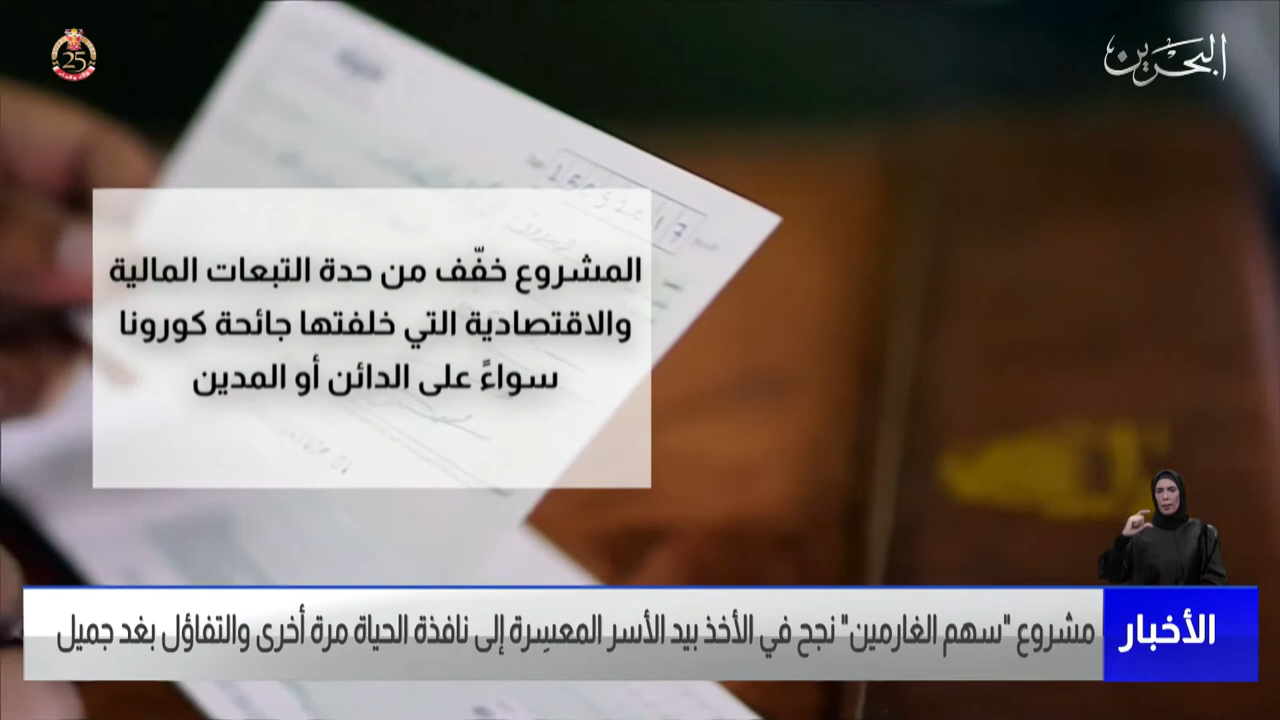 البحرين
25
المشروع خفّف من حدة التبعات المالية
والاقتصادية التي خلفتها جائحة كورونا
سواءً على الدائن أو المدين
الأخبار
مشروع "سهم الغارمين" نجح في الأخذ بيد الأسر المعسِرة إلى نافذة الحياة مرة أخرى والتفاؤل بغد جميل